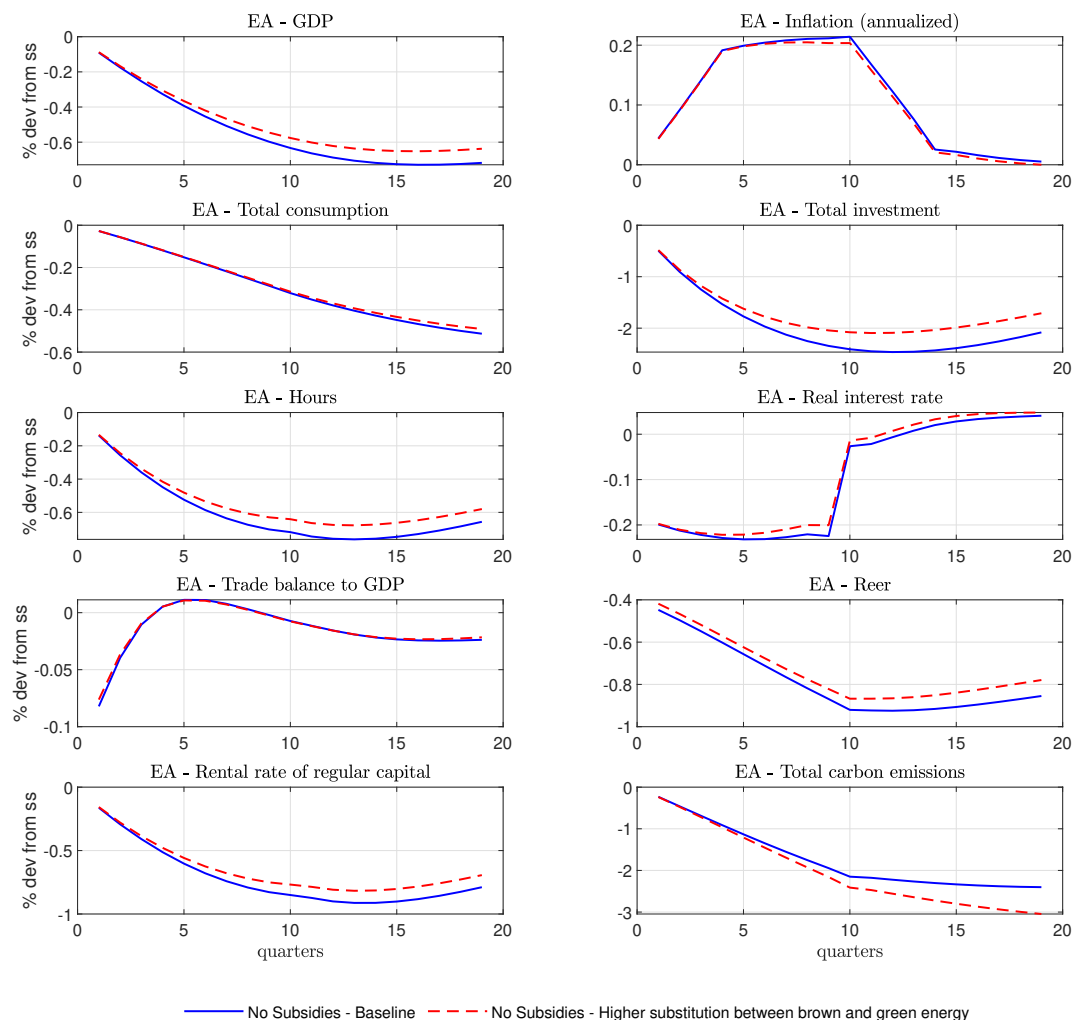 EA - GDP
% dev from ss
0
-0.2
-0.4
-0.6
0 5 10 15 20
EA - Inflation (annualized)
0.2
0.1
0
0 5 10 15 20
EA - Total consumption
% dev from ss
0
-0.2
-0.4
-0.6
0 5 10 15 20
EA - Total investment
0
-1
-2
0 5 10 15 20
EA - Hours
% dev from ss
0
-0.2
-0.4
-0.6
0 5 10 15 20
EA - Real interest rate
0
-0.1
-0.2
0 5 10 15 20
EA - Trade balance to GDP
% dev from ss
0
-0.05
-0.1
0 5 10 15 20
EA - Reer
-0.4
-0.6
-0.8
-1
0 5 10 15 20
EA - Rental rate of regular capital
% dev from ss
0
-0.5
-1
0 5 10 15 20
quarters
EA - Total carbon emissions
0
-1
-2
-3
0 5 10 15 20
quarters
No Subsidies - Baseline
No Subsidies - Higher substitution between brown and green energy